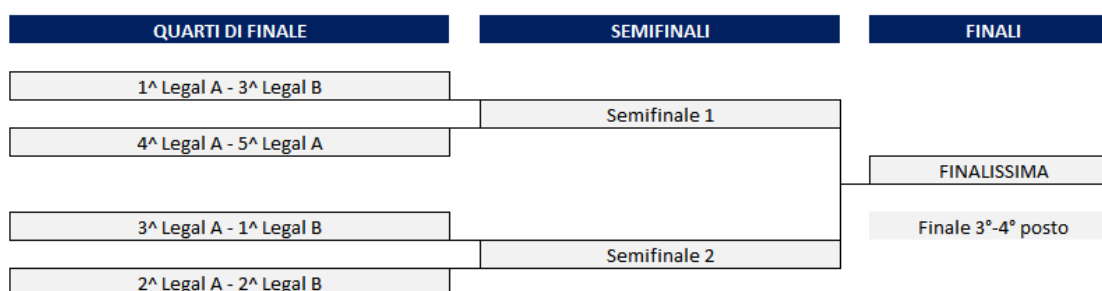 QUARTI DI FINALE
SEMIFINALI
FINALI
1^ Legal A - 3^ Legal B
Semifinale 1
4^ Legal A - 5^ Legal A
FINALISSIMA
3^ Legal A - 1^ Legal B
Finale 3°-4° posto
Semifinale 2
2^ Legal A - 2^ Legal B